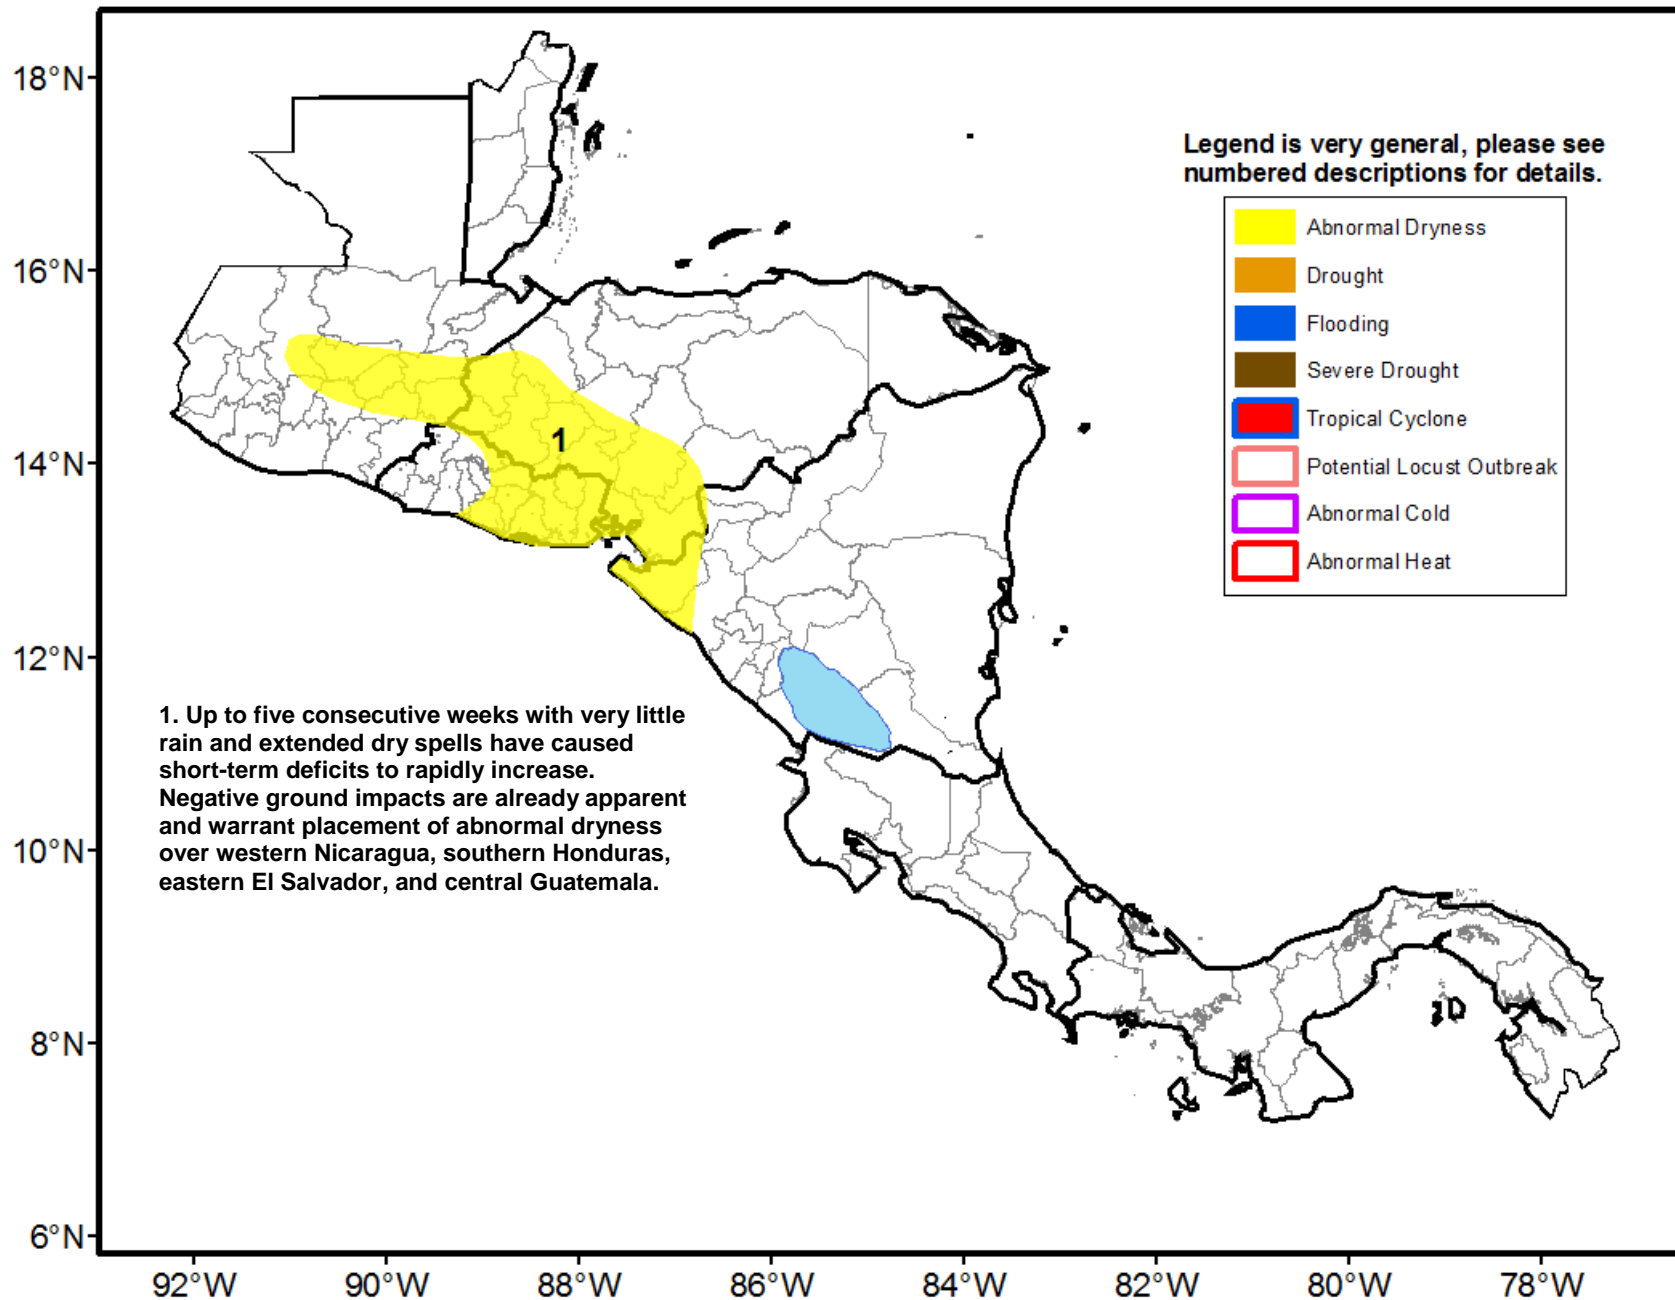 18°N
16°N
14°N
12°N
10°N
8°N
6°N
92°W
90°W
88°W
86°W
84°W
82°W
80°W
78°W
Legend is very general, please see
numbered descriptions for details.
Abnormal Dryness
Drought
Flooding
Severe Drought
Tropical Cyclone
Potential Locust Outbreak
Abnormal Cold
Abnormal Heat
1
1. Up to five consecutive weeks with very little
rain and extended dry spells have caused
short-term deficits to rapidly increase.
Negative ground impacts are already apparent
and warrant placement of abnormal dryness
over western Nicaragua, southern Honduras,
eastern El Salvador, and central Guatemala.